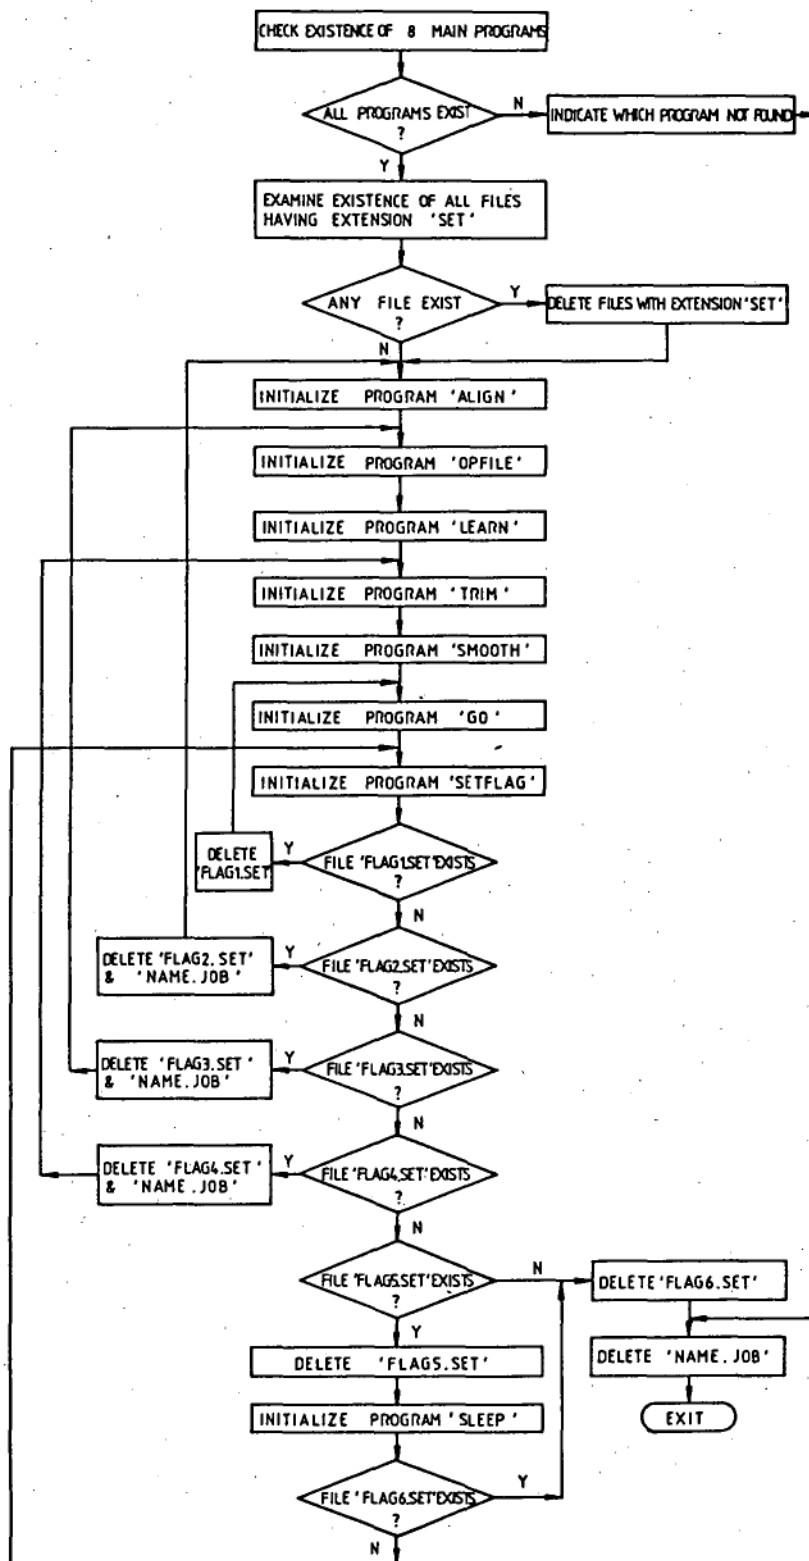 CHECK EXISTENCE OF 8 MAIN PROGRAMS
ALL PROGRAMS EXIST
?
N
INDICATE WHICH PROGRAM NOT FOUND
Y
EXAMINE EXISTENCE OF ALL FILES
HAVING EXTENSION 'SET'
ANY FILE EXIST
?
Y
DELETE FILES WITH EXTENSION 'SET'
N
INITIALIZE PROGRAM 'ALIGN'
INITIALIZE PROGRAM 'OPFILE'
INITIALIZE PROGRAM 'LEARN'
INITIALIZE PROGRAM 'TRIM'
INITIALIZE PROGRAM 'SMOOTH'
INITIALIZE PROGRAM 'GO'
INITIALIZE PROGRAM 'SETFLAG'
DELETE
'FLAG1.SET'
Y
FILE 'FLAG1.SET' EXISTS
?
N
DELETE 'FLAG2.SET'
& 'NAME.JOB'
Y
FILE 'FLAG2.SET' EXISTS
?
N
DELETE 'FLAG3.SET'
& 'NAME.JOB'
Y
FILE 'FLAG3.SET' EXISTS
?
N
DELETE 'FLAG4.SET'
& 'NAME.JOB'
Y
FILE 'FLAG4.SET' EXISTS
?
N
FILE 'FLAG5.SET' EXISTS
?
N
DELETE 'FLAG6.SET'
Y
DELETE 'FLAG5.SET'
DELETE 'NAME.JOB'
INITIALIZE PROGRAM 'SLEEP'
EXIT
FILE 'FLAG6.SET' EXISTS
?
Y
N